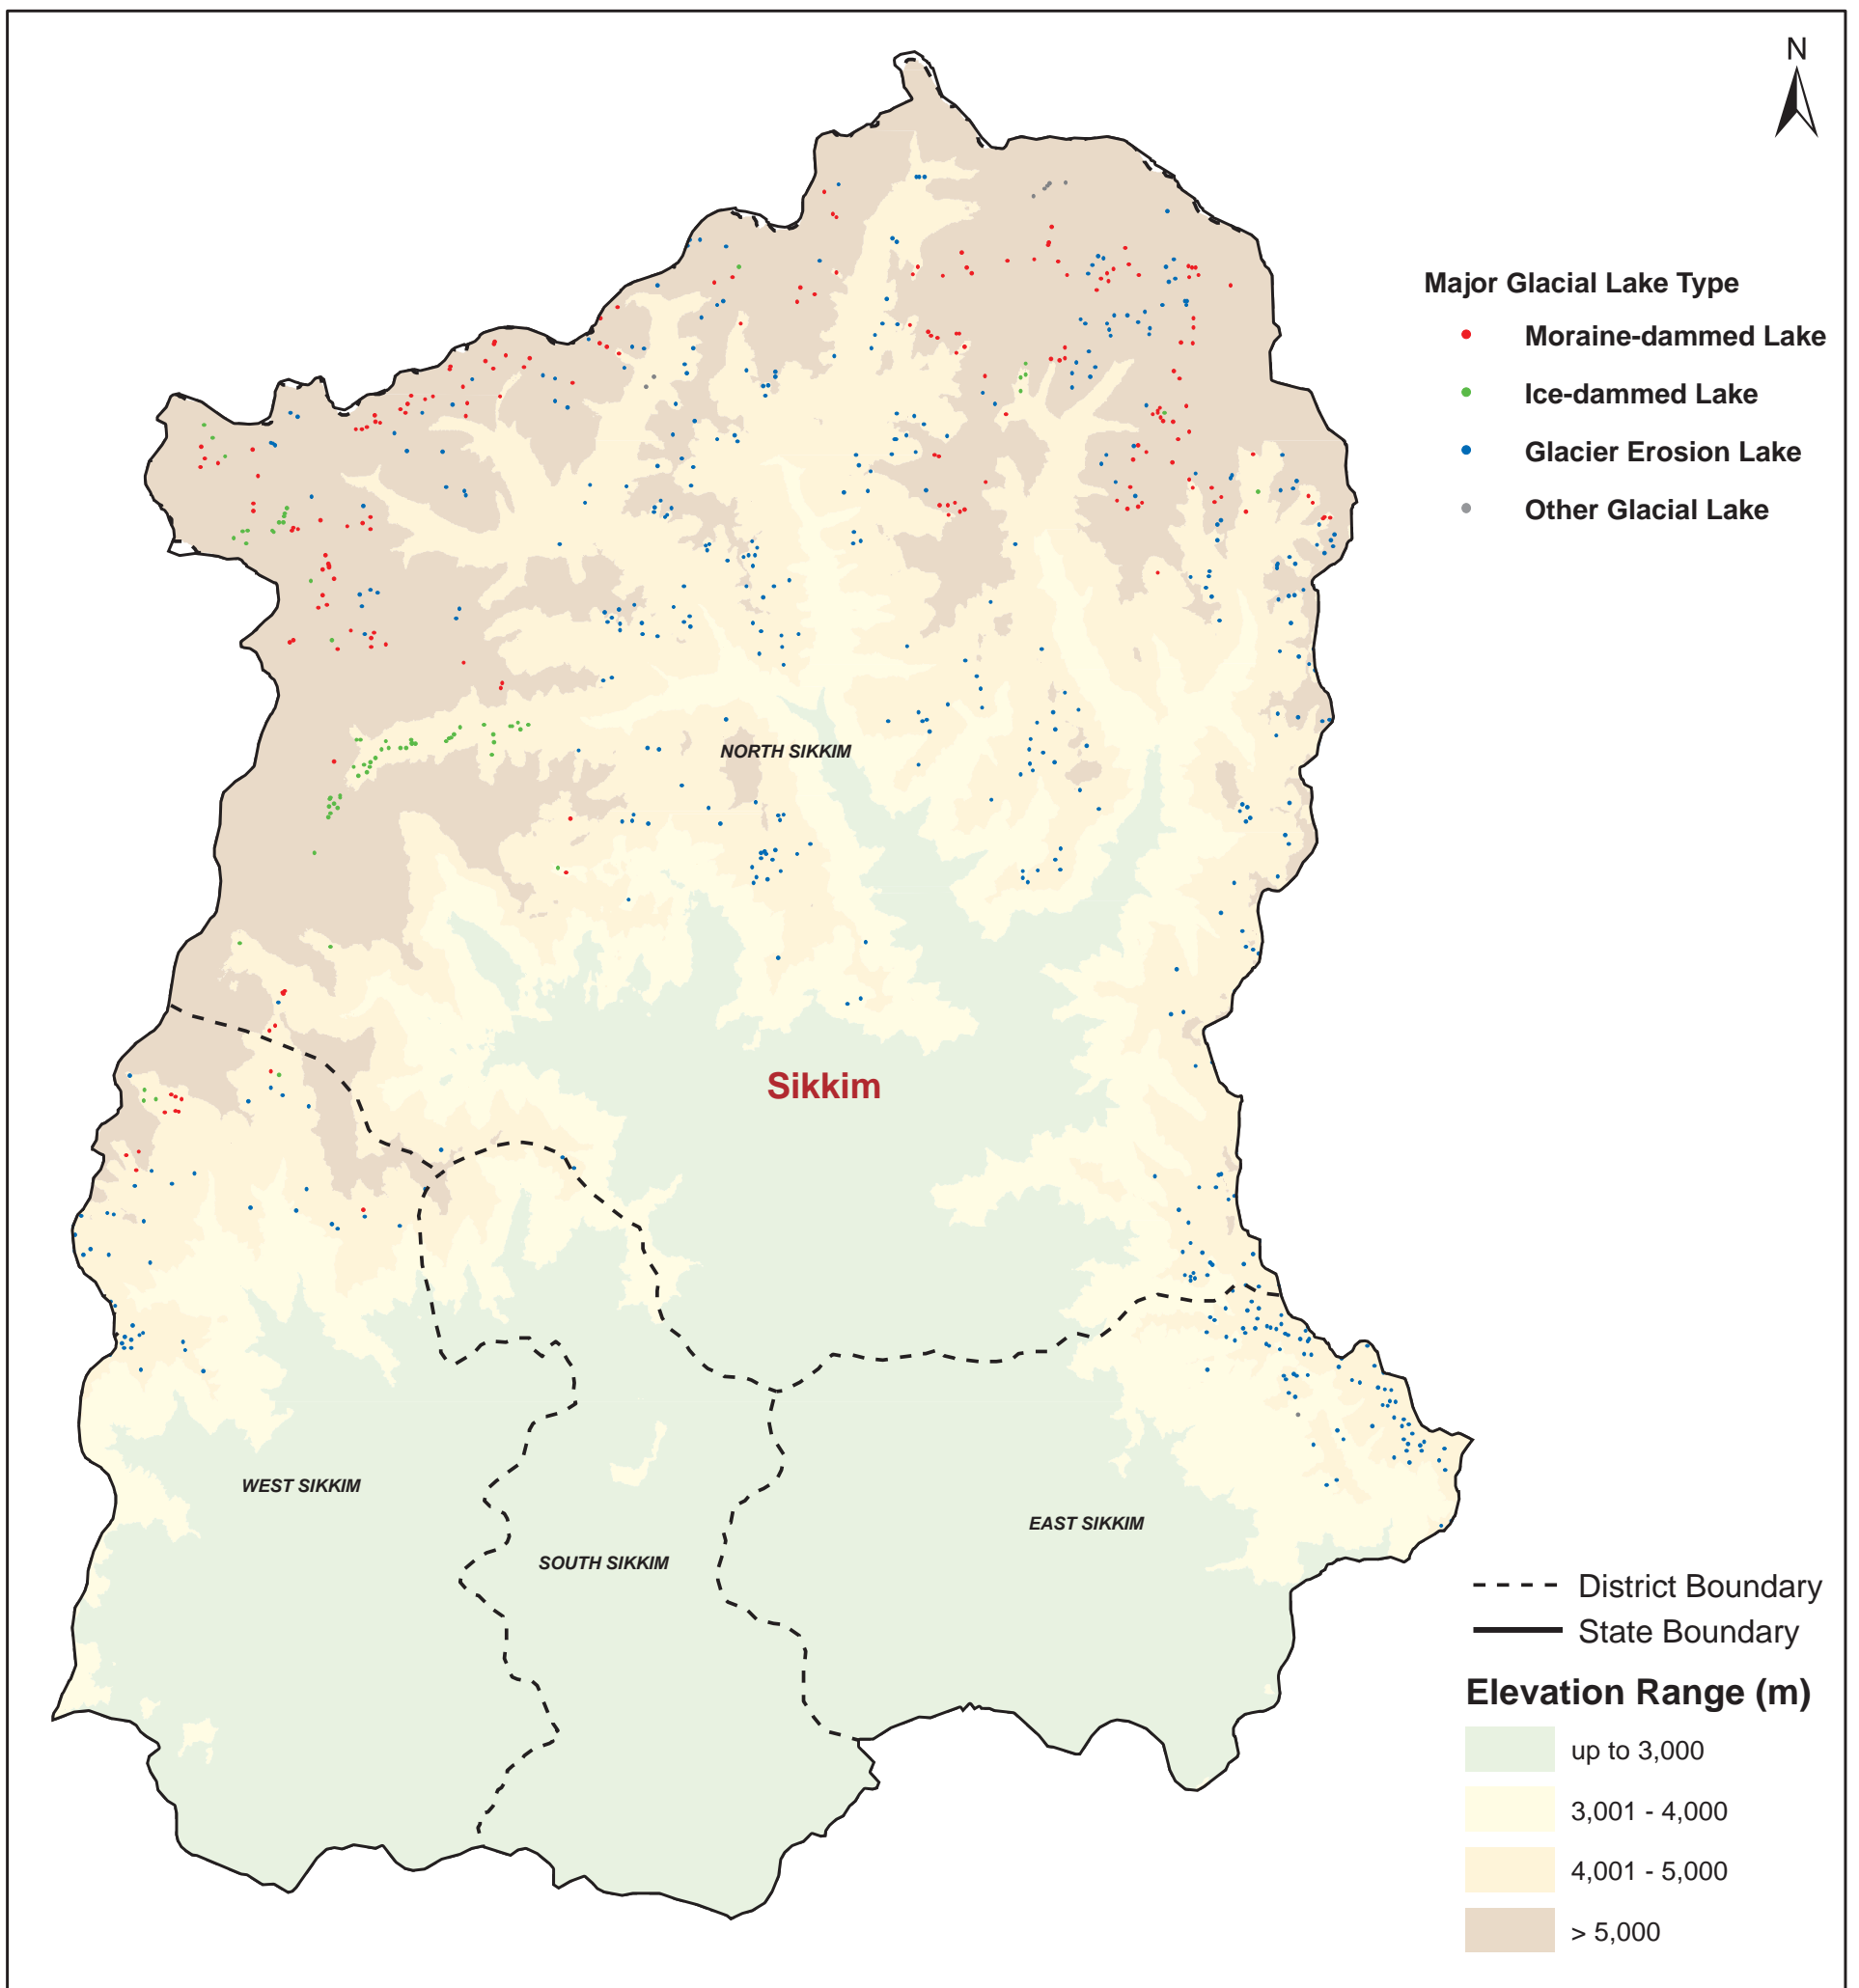 N
Major Glacial Lake Type
Moraine-dammed Lake
Ice-dammed Lake
Glacier Erosion Lake
Other Glacial Lake
NORTH SIKKIM
Sikkim
WEST SIKKIM
EAST SIKKIM
SOUTH SIKKIM
District Boundary
State Boundary
Elevation Range (m)
up to 3,000
3,001 - 4,000
4,001 - 5,000
> 5,000